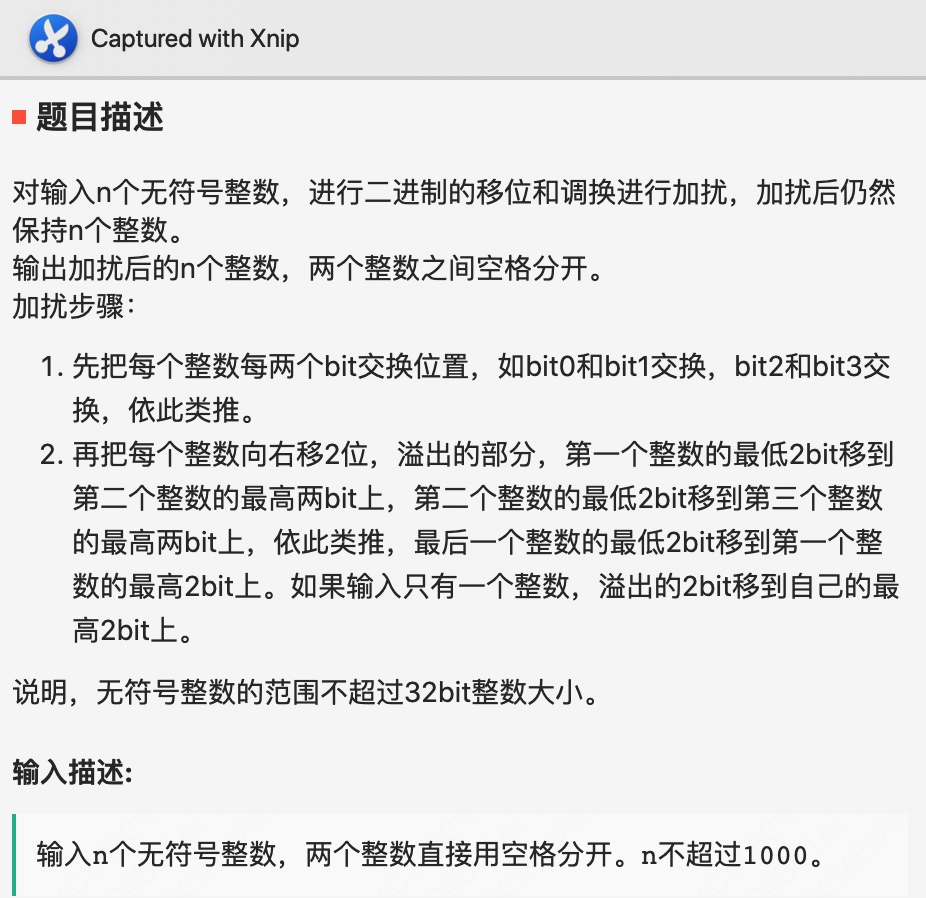 Captured with Xnip
题目描述
对输入n个无符号整数，进行二进制的移位和调换进行加扰，加扰后仍然
保持n个整数。
输出加扰后的n个整数，两个整数之间空格分开。
加扰步骤：
1. 先把每个整数每两个bit交换位置，如bit0和bit1交换，bit2和bit3交
换，依此类推。
2. 再把每个整数向右移2位，溢出的部分，第一个整数的最低2bit移到
第二个整数的最高两bit上，第二个整数的最低2bit移到第三个整数
的最高两bit上，依此类推，最后一个整数的最低2bit移到第一个整
数的最高2bit上。如果输入只有一个整数，溢出的2bit移到自己的最
高2bit上。
说明，无符号整数的范围不超过32bit整数大小。
输入描述:
输入n个无符号整数，两个整数直接用空格分开。n不超过1000。